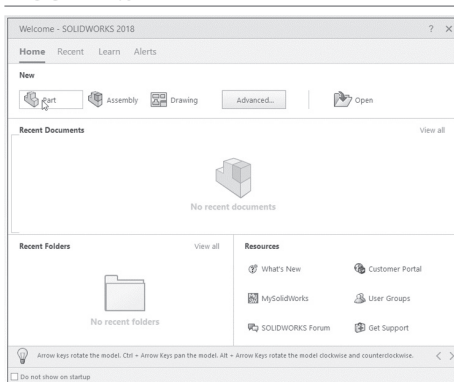 Welcome - SOLIDWORKS 2018 ? ×
Home Recent Learn Alerts
New
Part Assembly Drawing Advanced... Open
Recent Documents View all
No recent documents
Recent Folders View all
No recent folders
Resources
What's New Customer Portal
MySolidWorks User Groups
SOLIDWORKS Forum Get Support
Arrow keys rotate the model. Ctrl + Arrow Keys pan the model. Alt + Arrow Keys rotate the model clockwise and counterclockwise.
Do not show on startup